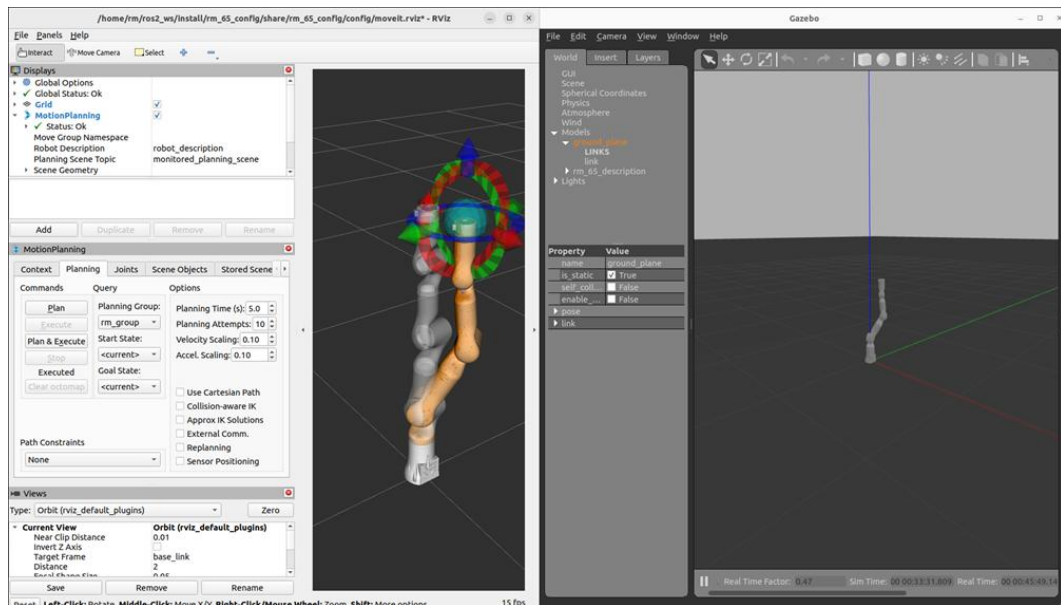 /home/rm/ros2_ws/install/rm_65_config/share/rm_65_config/config/moveit.rviz* - RViz
File Panels Help
Interact Move Camera Select
Displays
Global Options
Global Status: Ok
Grid
MotionPlanning
Status: Ok
Move Group Namespace
Robot Description robot_description
Planning Scene Topic monitored_planning_scene
Scene Geometry
Add Duplicate Remove Rename
MotionPlanning
Context Planning Joints Scene Objects Stored Scene
Commands Query Options
Plan Planning Group: Planning Time (s): 5.0
Execute rm_group Planning Attempts: 10
Plan & Execute Start State: Velocity Scaling: 0.10
Stop <current> Accel. Scaling: 0.10
Executed Goal State:
Clear octomap <current> Use Cartesian Path
Collision-aware IK
Approx IK Solutions
External Comm.
Path Constraints Replanning
None Sensor Positioning
Views
Type: Orbit (rviz_default_plugins) Zero
Current View Orbit (rviz_default_plugins)
Near Clip Distance 0.01
Invert Z Axis
Target Frame base_link
Distance 2
Focal Shape Size 0.05
Save Remove Rename
Reset Left-Click: Rotate. Middle-Click: Move X/Y. Right-Click/Mouse Wheel: Zoom. Shift: More options. 15 fps
Gazebo
File Edit Camera View Window Help
World Insert Layers
GUI
Scene
Spherical Coordinates
Physics
Atmosphere
Wind
Models
ground_plane
LINKS
link
rm_65_description
Lights
Property Value
name ground_plane
is_static True
self_coll... False
enable_... False
pose
link
Real Time Factor: 0.47 Sim Time: 00 00:33:31.809 Real Time: 00 00:45:49.14